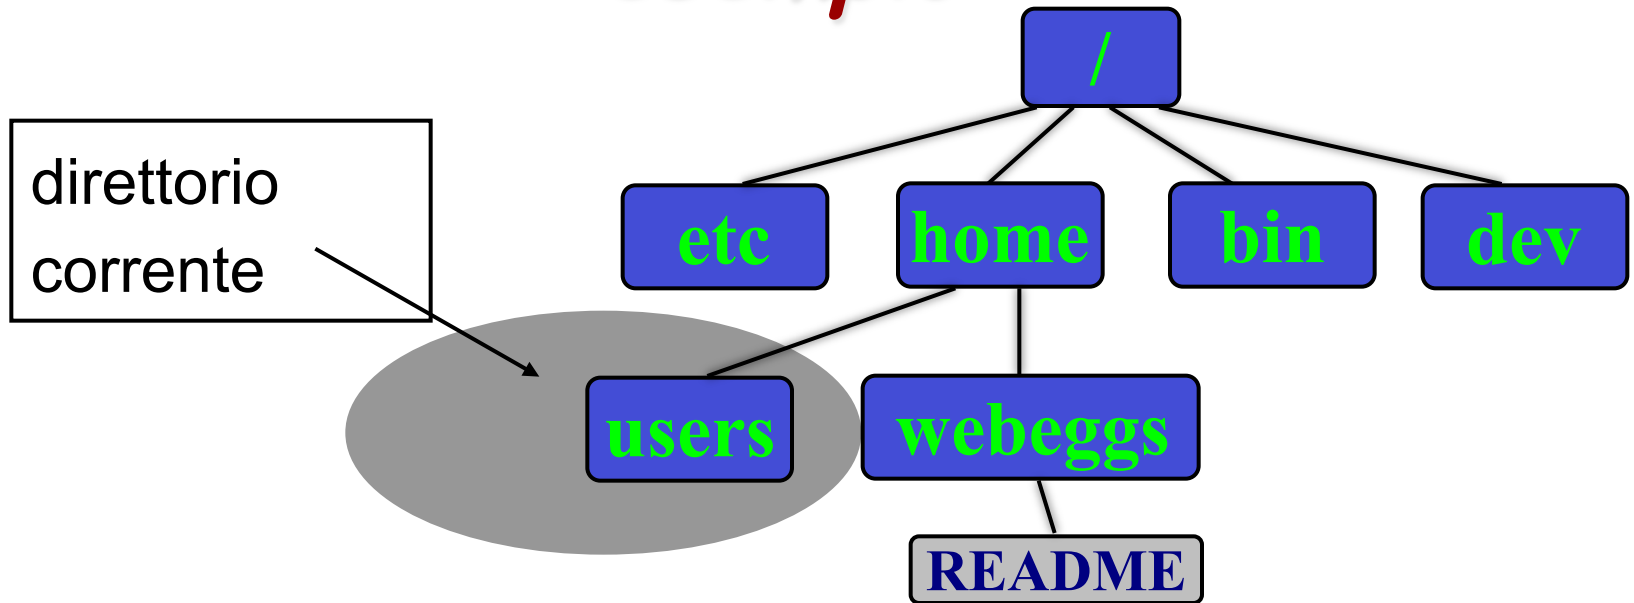 /
direttorio
corrente
etc home bin dev
users webeggs
README